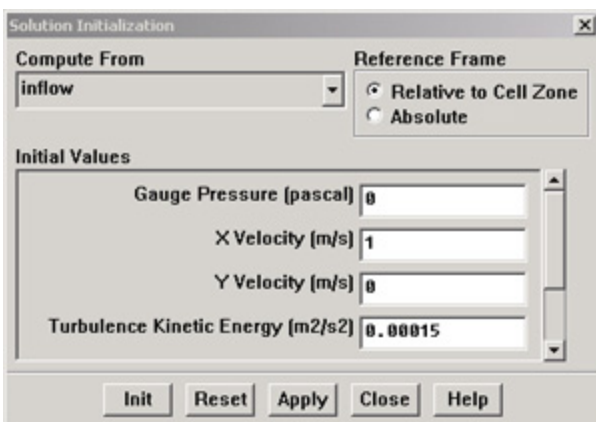 Solution Initialization
Compute From
inflow
Reference Frame
Relative to Cell Zone
Absolute
Initial Values
Gauge Pressure (pascal) 0
X Velocity (m/s) 1
Y Velocity (m/s) 0
Turbulence Kinetic Energy (m2/s2) 0.00015
Init Reset Apply Close Help